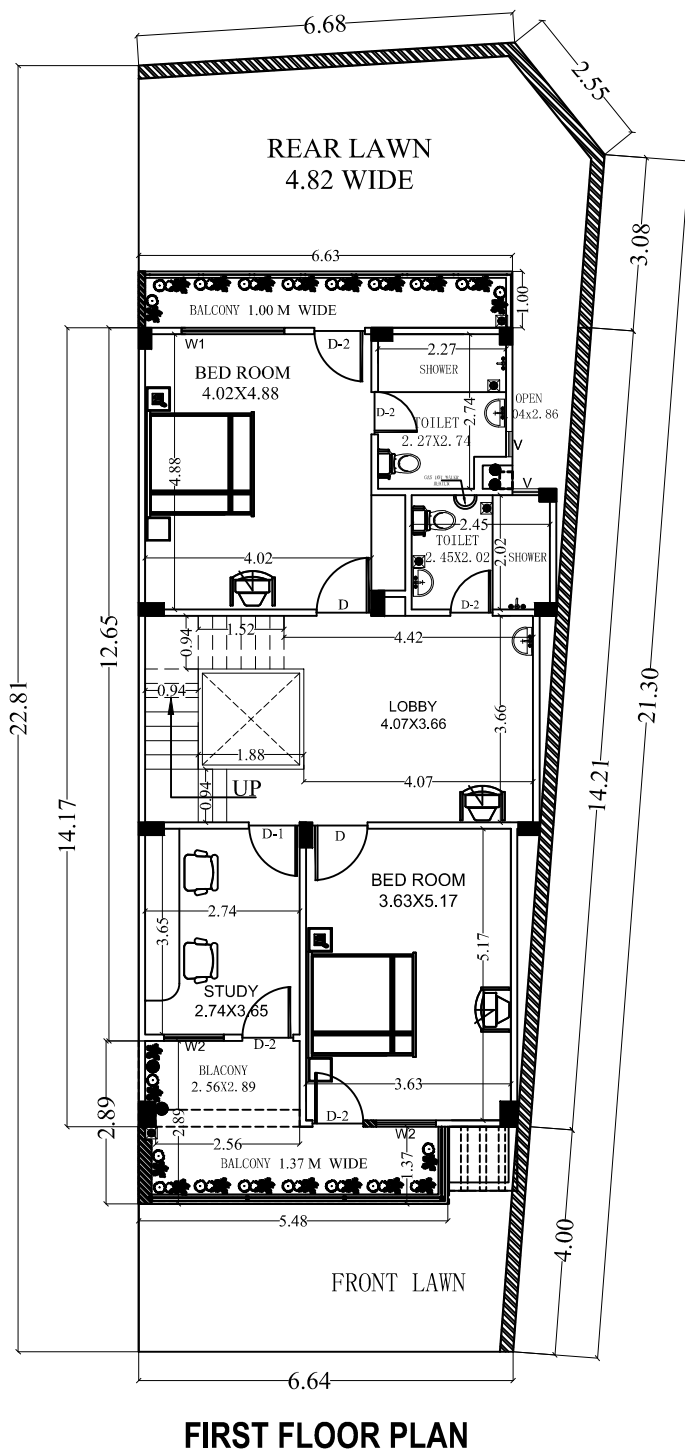 6.68
2.55
REAR LAWN
4.82 WIDE
3.08
6.63
1.00
BALCONY 1.00 M WIDE
W1
D-2
2.27
SHOWER
BED ROOM
4.02X4.88
OPEN
04x2.86
D-2
TOILET
2.27X2.74
2.74
V
4.88
V
2.45
TOILET
2.45X2.02
2.02
SHOWER
4.02
D
D-2
12.65
0.94
1.52
4.42
22.81
21.30
0.94
LOBBY
4.07X3.66
3.66
1.88
4.07
14.21
UP
0.94
14.17
D-1
D
BED ROOM
3.63X5.17
2.74
3.65
5.17
STUDY
2.74X3.65
W2
D-2
BLACONY
2.56X2.89
3.63
2.89
2.89
D-2
W2
2.56
BALCONY 1.37 M WIDE
1.37
5.48
4.00
FRONT LAWN
6.64
FIRST FLOOR PLAN